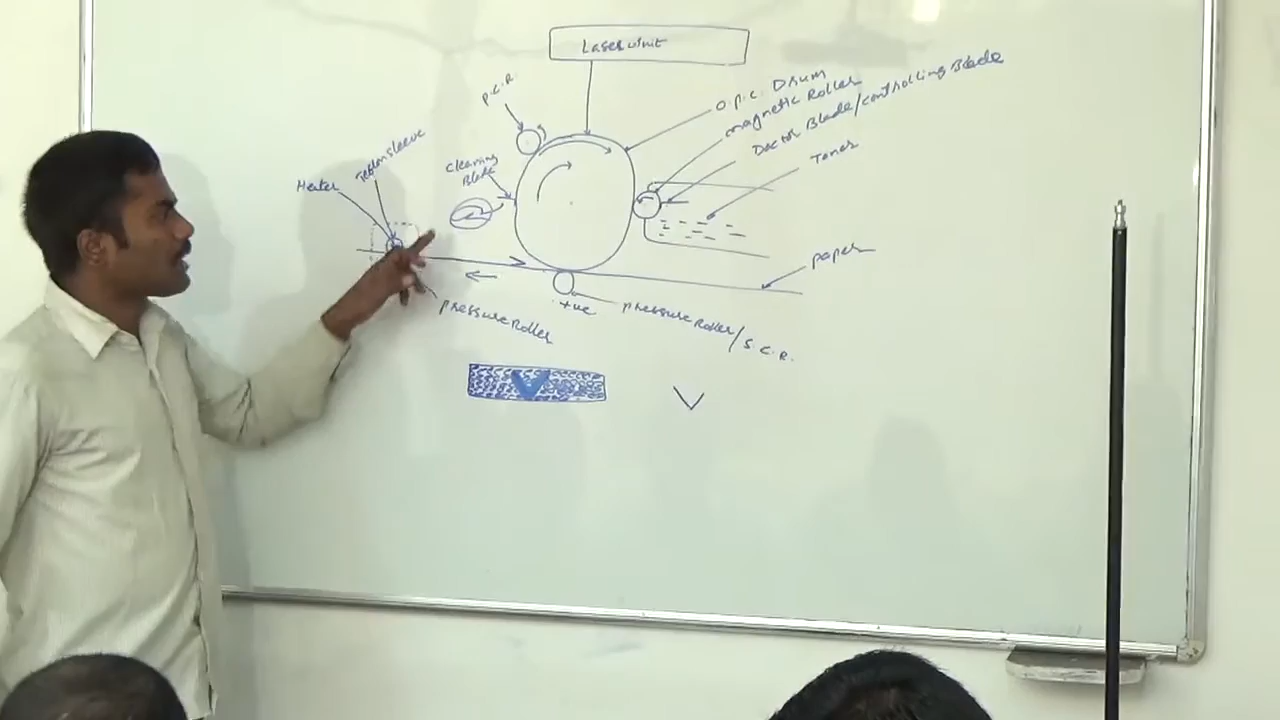 Laser unit
P.C.R
O.P.C. Drum
magnetic Roller
Doctor Blade/controlling Blade
Toner
Cleaning
Blade
Teflon sleeve
Heater
paper
pressure Roller
+ve
pressure Roller/S.C.R.
V
V